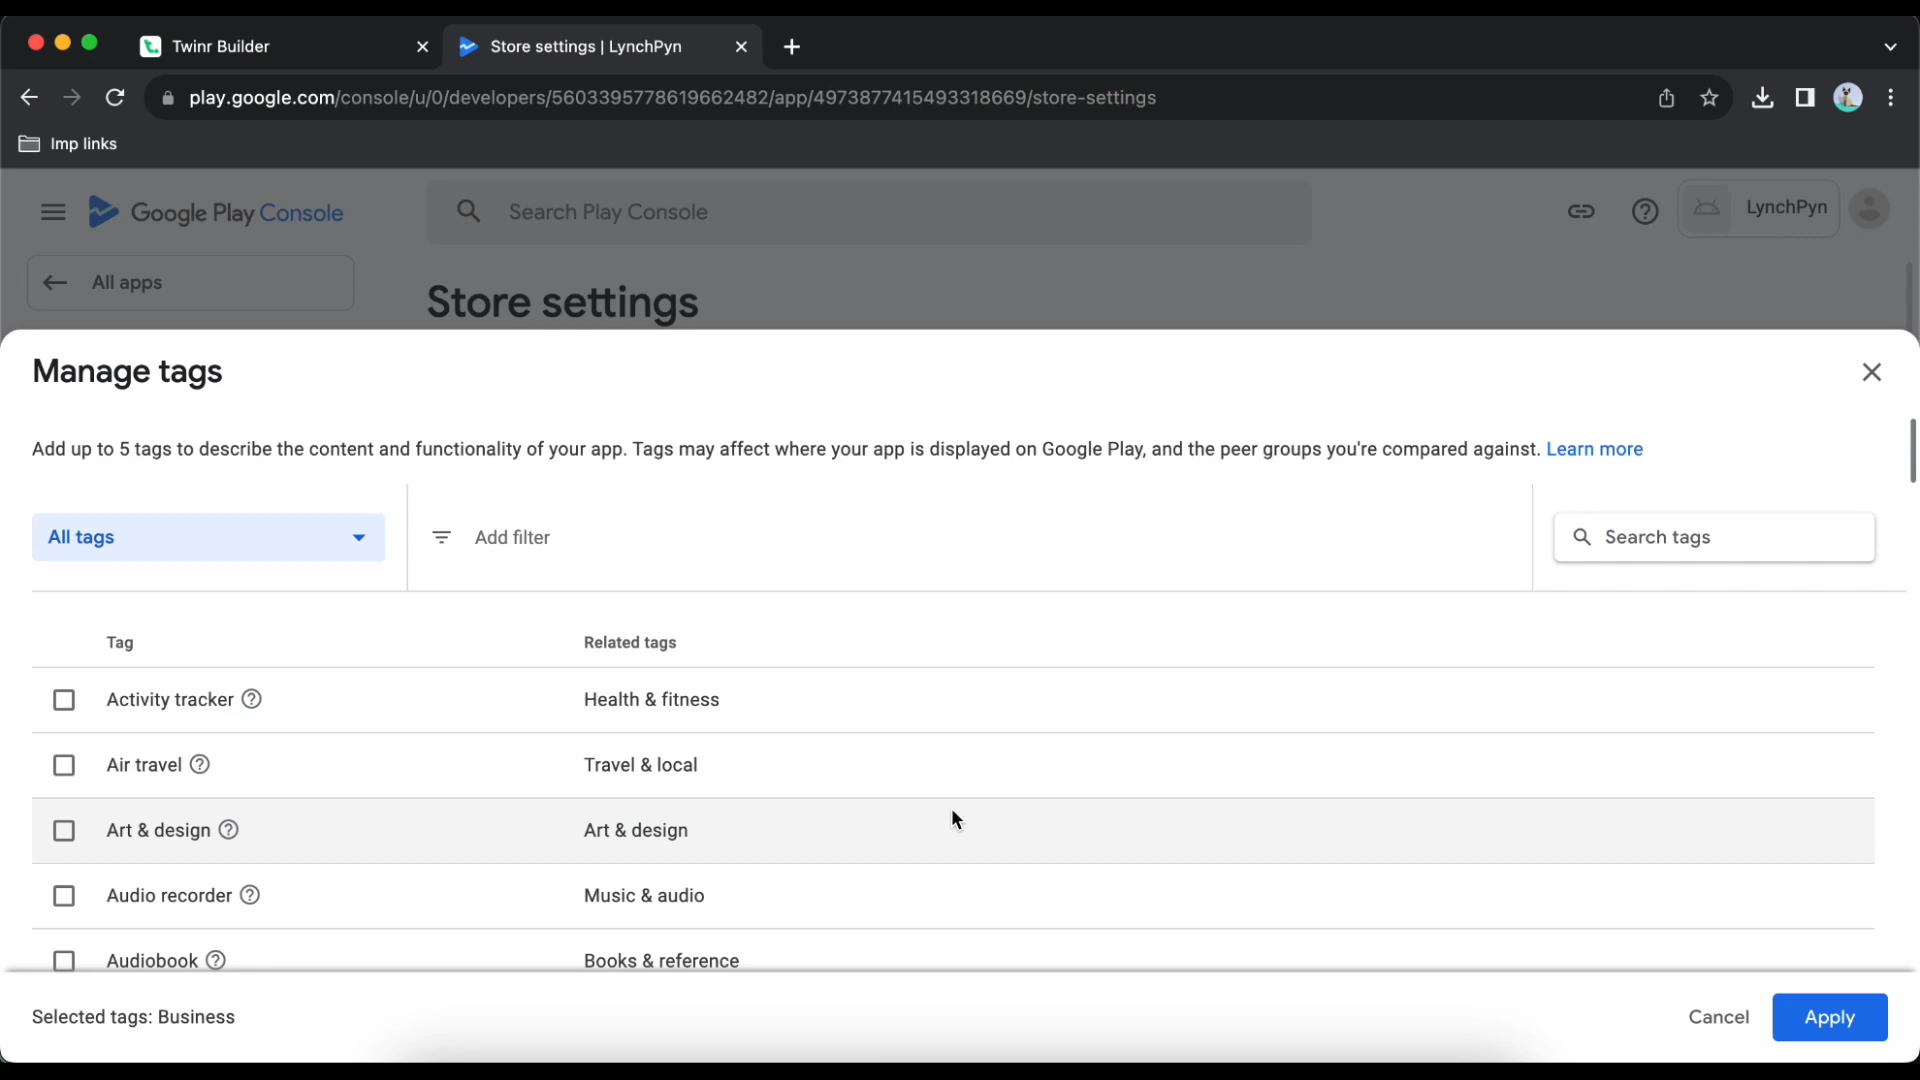 Twinr Builder
Store settings | LynchPyn
play.google.com/console/u/0/developers/5603395778619662482/app/4973877415493318669/store-settings
Imp links
Google Play Console
Search Play Console
LynchPyn
All apps
Store settings
Manage tags
Add up to 5 tags to describe the content and functionality of your app. Tags may affect where your app is displayed on Google Play, and the peer groups you're compared against. Learn more
All tags
Add filter
Search tags
Tag Related tags
Activity tracker Health & fitness
Air travel Travel & local
Art & design Art & design
Audio recorder Music & audio
Audiobook Books & reference
Selected tags: Business
Cancel
Apply